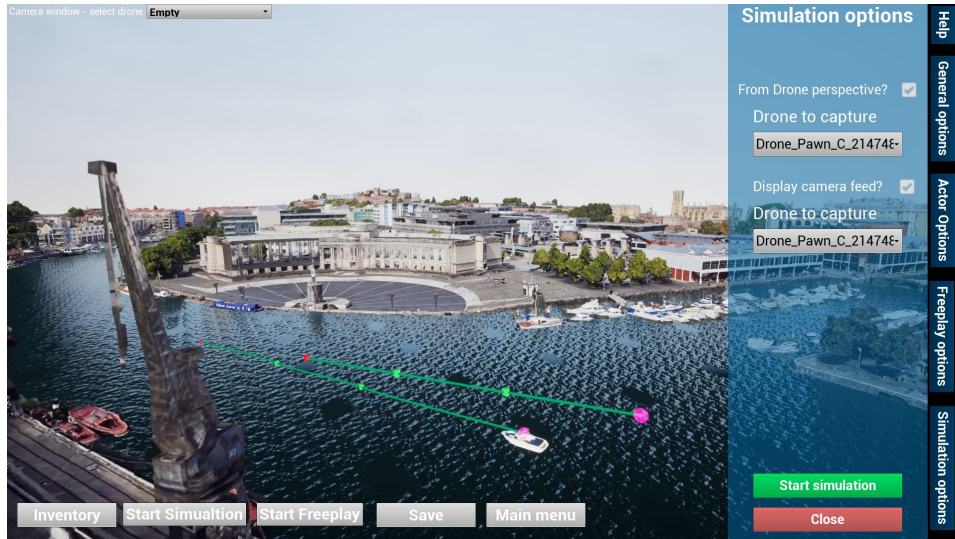 Camera window - select drone Empty
Simulation options
From Drone perspective?
Drone to capture
Drone_Pawn_C_214748
Display camera feed?
Drone to capture
Drone_Pawn_C_214748
Start simulation
Close
Help
General options
Actor Options
Freeplay options
Simulation options
Inventory
Start Simualtion
Start Freeplay
Save
Main menu